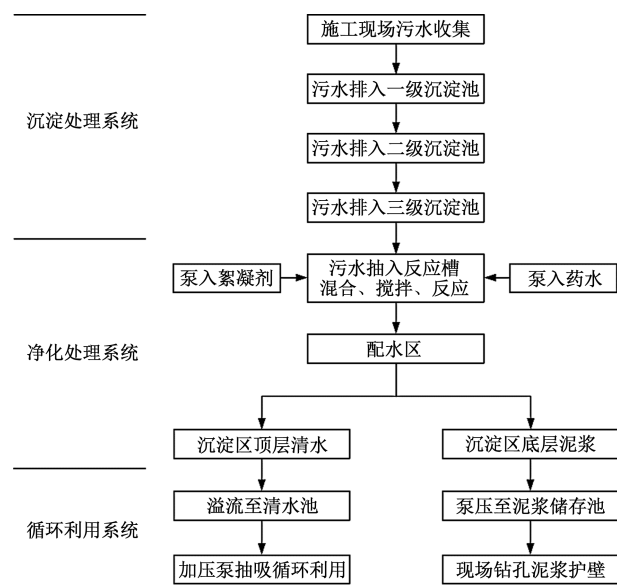 施工现场污水收集
污水排入一级沉淀池
沉淀处理系统
污水排入二级沉淀池
污水排入三级沉淀池
泵入絮凝剂
污水抽入反应槽
混合、搅拌、反应
泵入药水
净化处理系统
配水区
沉淀区顶层清水
沉淀区底层泥浆
溢流至清水池
泵压至泥浆储存池
循环利用系统
加压泵抽吸循环利用
现场钻孔泥浆护壁